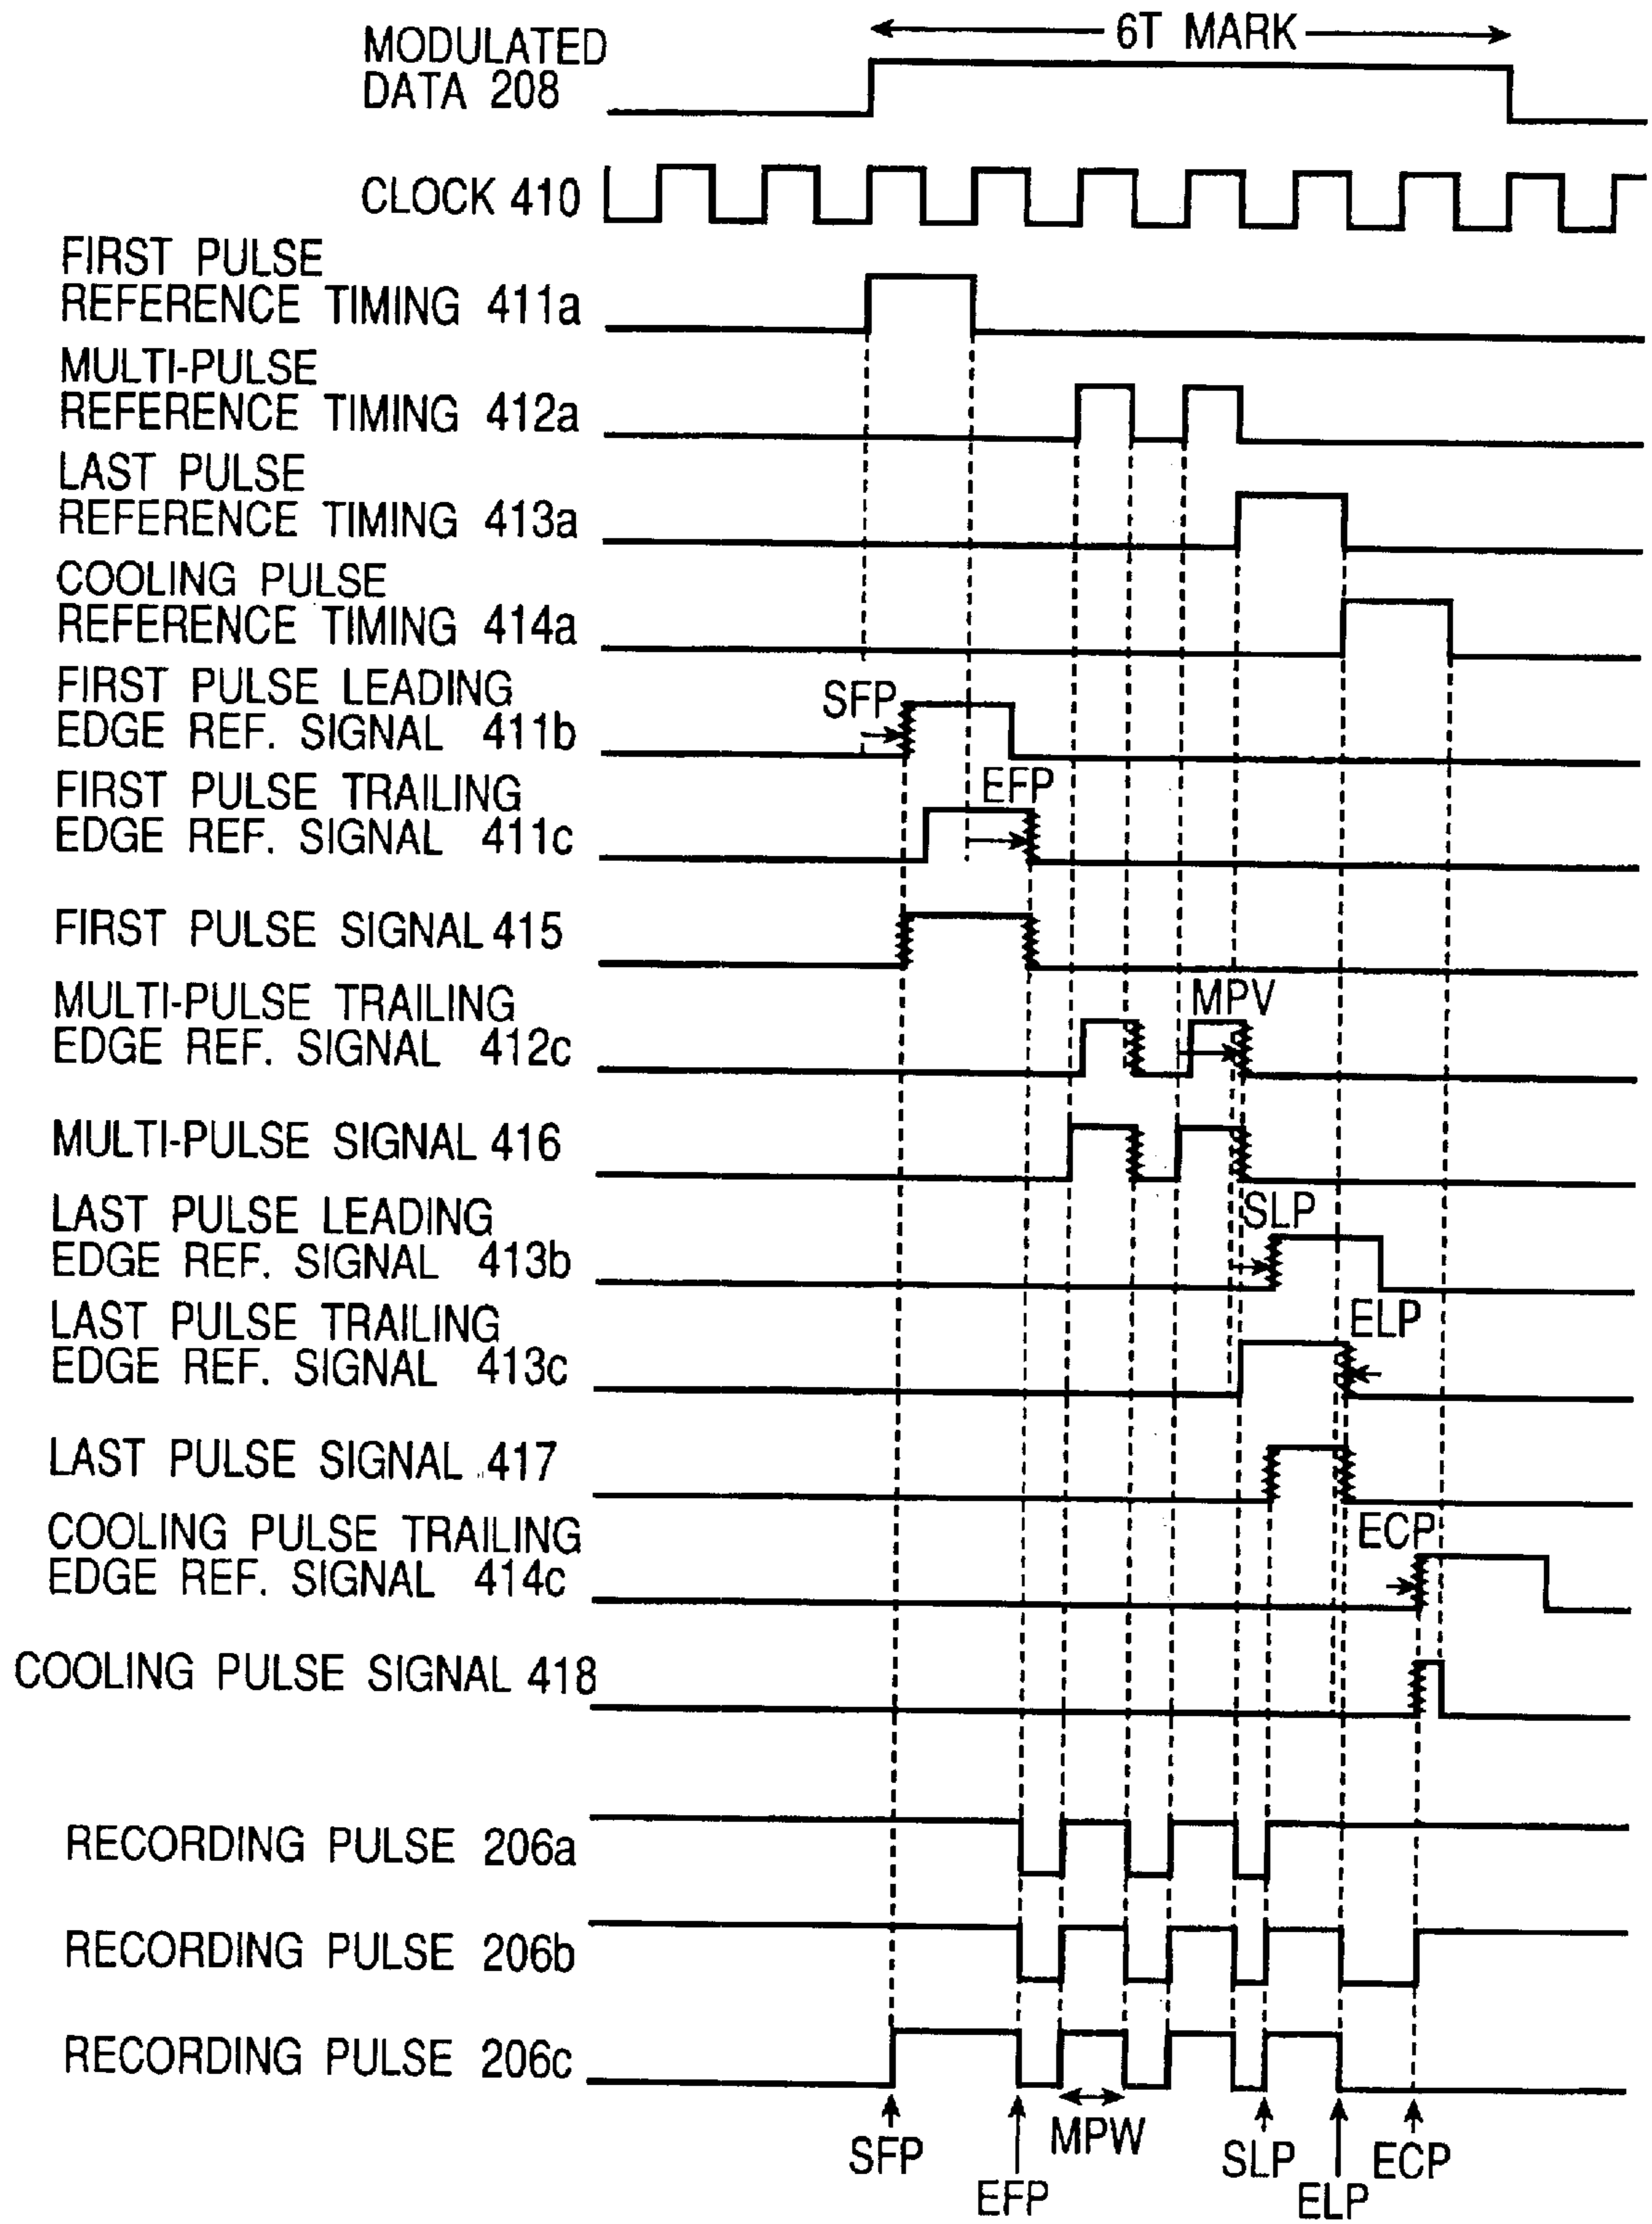 6T MARK
MODULATED
DATA 208
CLOCK 410
FIRST PULSE
REFERENCE TIMING 411a
MULTI-PULSE
REFERENCE TIMING 412a
LAST PULSE
REFERENCE TIMING 413a
COOLING PULSE
REFERENCE TIMING 414a
FIRST PULSE LEADING
EDGE REF. SIGNAL 411b
SFP
FIRST PULSE TRAILING
EDGE REF. SIGNAL 411c
EFP
FIRST PULSE SIGNAL 415
MULTI-PULSE TRAILING
EDGE REF. SIGNAL 412c
MPV
MULTI-PULSE SIGNAL 416
LAST PULSE LEADING
EDGE REF. SIGNAL 413b
SLP
LAST PULSE TRAILING
EDGE REF. SIGNAL 413c
ELP
LAST PULSE SIGNAL 417
COOLING PULSE TRAILING
EDGE REF. SIGNAL 414c
ECP
COOLING PULSE SIGNAL 418
RECORDING PULSE 206a
RECORDING PULSE 206b
RECORDING PULSE 206c
SFP
EFP
MPW
SLP
ELP
ECP